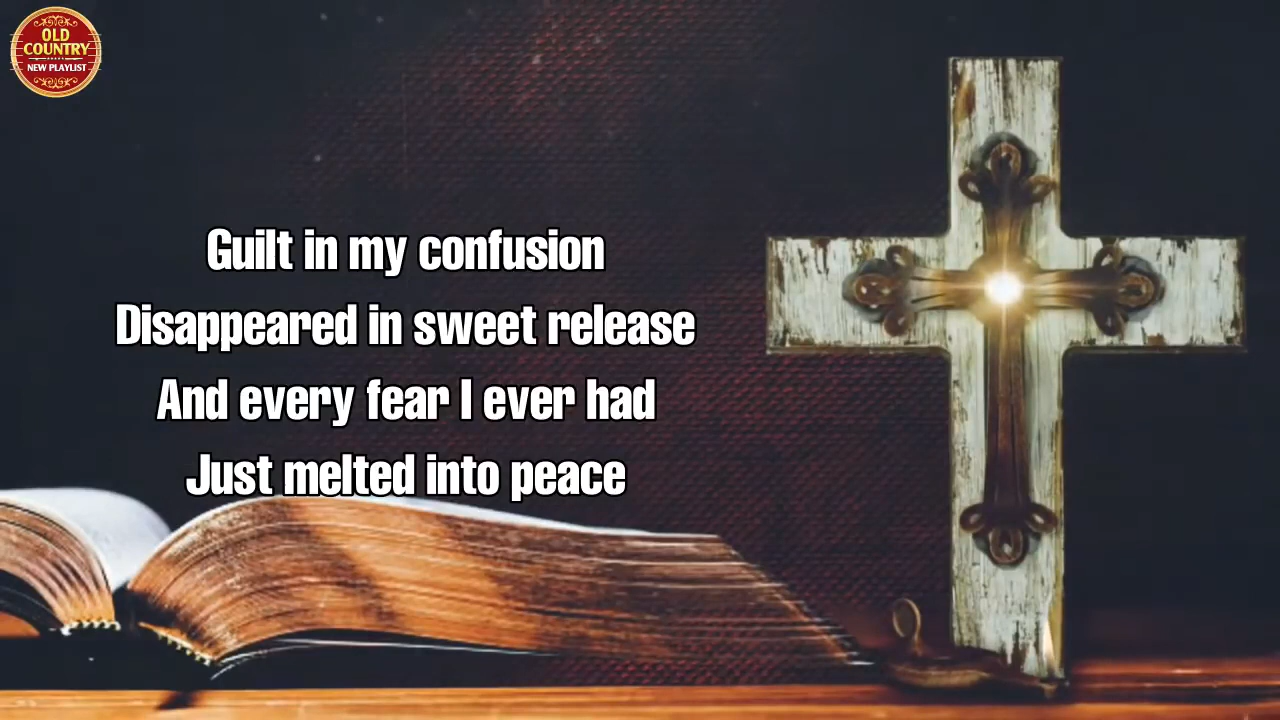 OLD
COUNTRY
NEW PLAYLIST
Guilt in my confusion
Disappeared in sweet release
And every fear I ever had
Just melted into peace